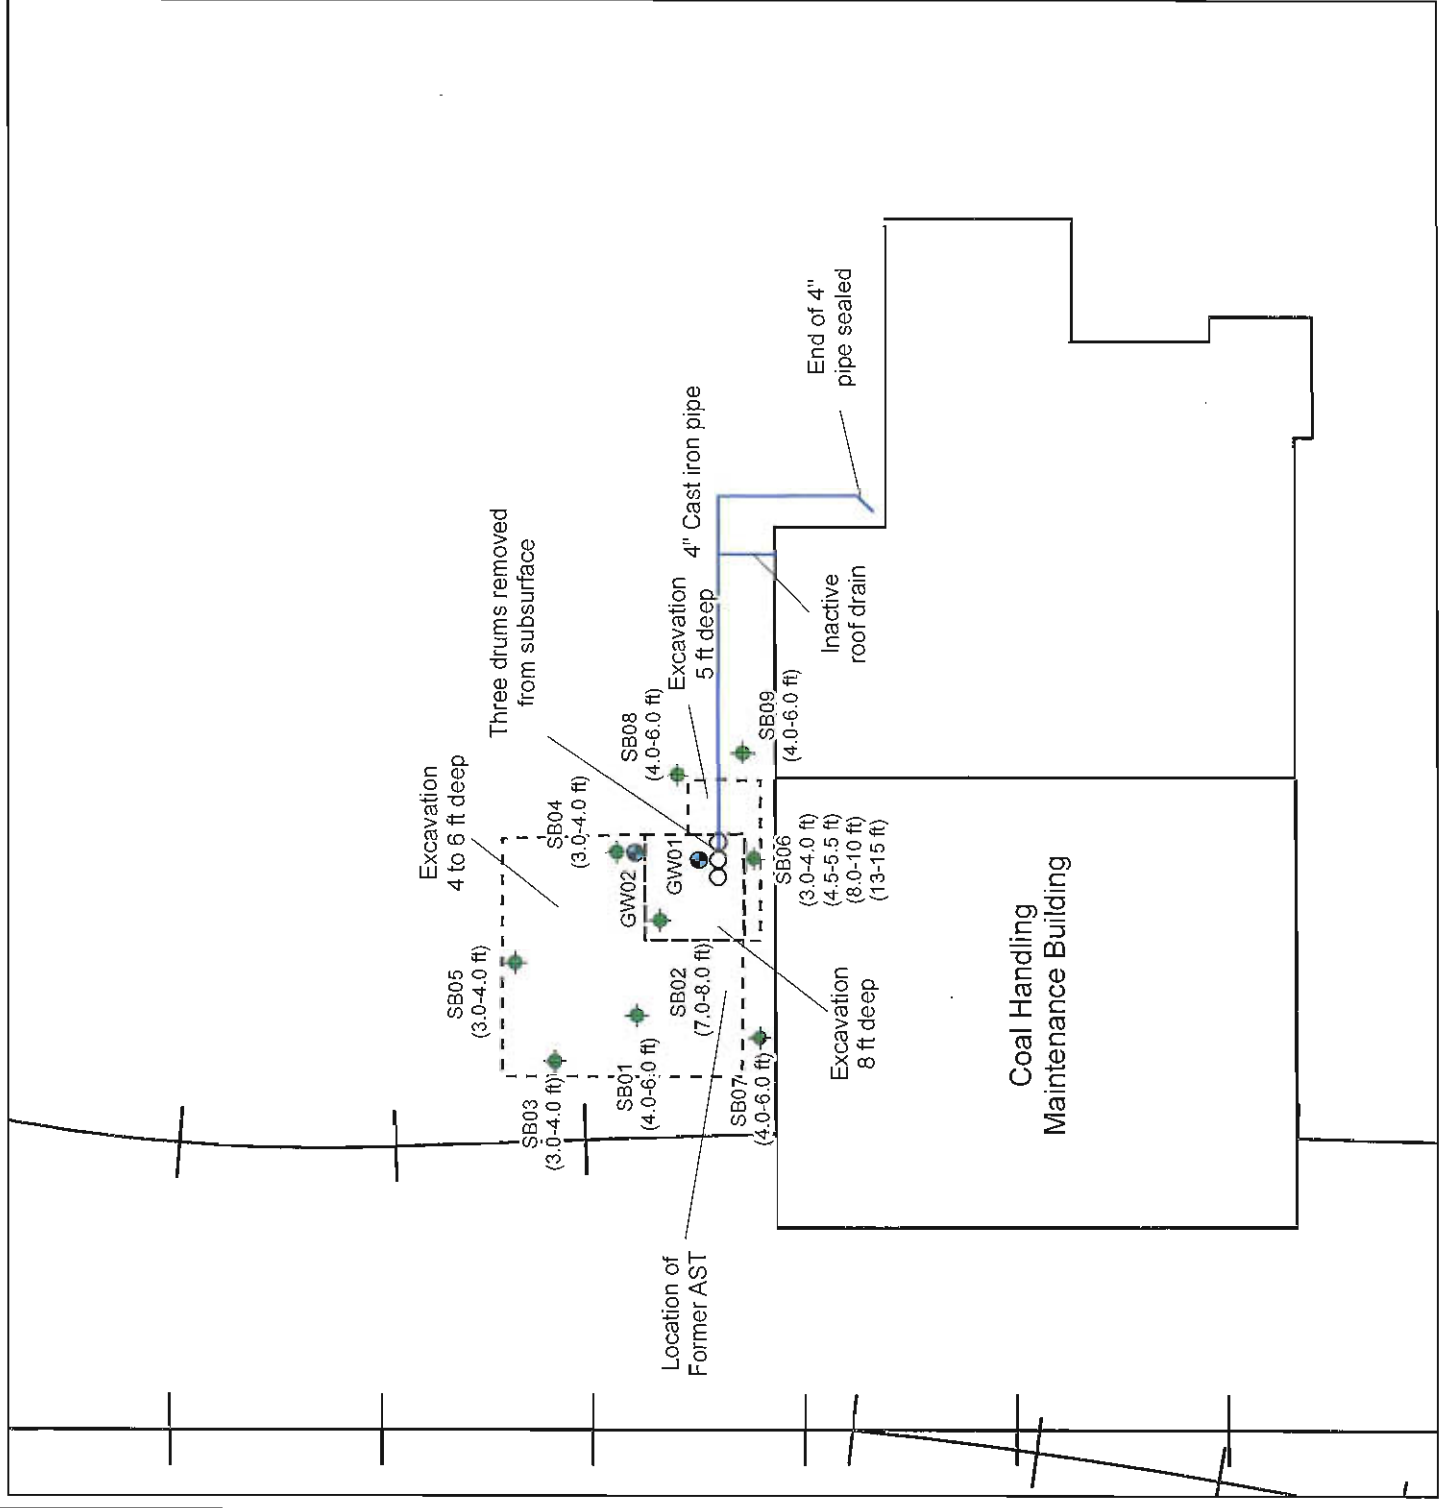 Excavation
4 to 6 ft deep
Three drums removed
from subsurface
SB05
(3.0-4.0 ft)
SB04
(3.0-4.0 ft)
SB03
(3.0-4.0 ft)
SB01
(4.0-6.0 ft)
GW02
SB08
(4.0-6.0 ft)
GW01
SB02
(7.0-8.0 ft)
Excavation
5 ft deep
4" Cast iron pipe
SB07
(4.0-6.0 ft)
SB09
(4.0-6.0 ft)
SB06
(3.0-4.0 ft)
(4.5-5.5 ft)
(8.0-10 ft)
(13-15 ft)
Location of
Former AST
Excavation
8 ft deep
Inactive
roof drain
End of 4"
pipe sealed
Coal Handling
Maintenance Building